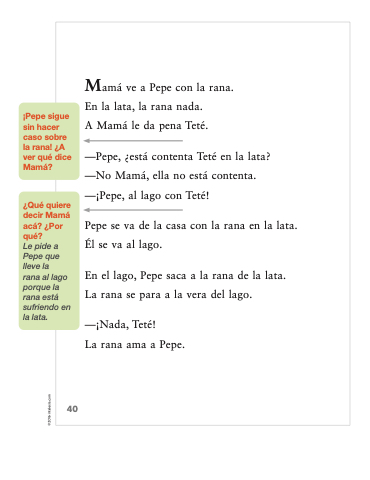 Mamá ve a Pepe con la rana.
En la lata, la rana nada.
A Mamá le da pena Teté.
¡Pepe sigue
sin hacer
caso sobre
la rana! ¿A
ver qué dice
Mamá?
—Pepe, ¿está contenta Teté en la lata?
—No Mamá, ella no está contenta.
—¡Pepe, al lago con Teté!
¿Qué quiere
decir Mamá
acá? ¿Por
qué?
Le pide a
Pepe que
lleve la
rana al lago
porque la
rana está
sufriendo en
la lata.
Pepe se va de la casa con la rana en la lata.
Él se va al lago.
En el lago, Pepe saca a la rana de la lata.
La rana se para a la vera del lago.
—¡Nada, Teté!
La rana ama a Pepe.
40